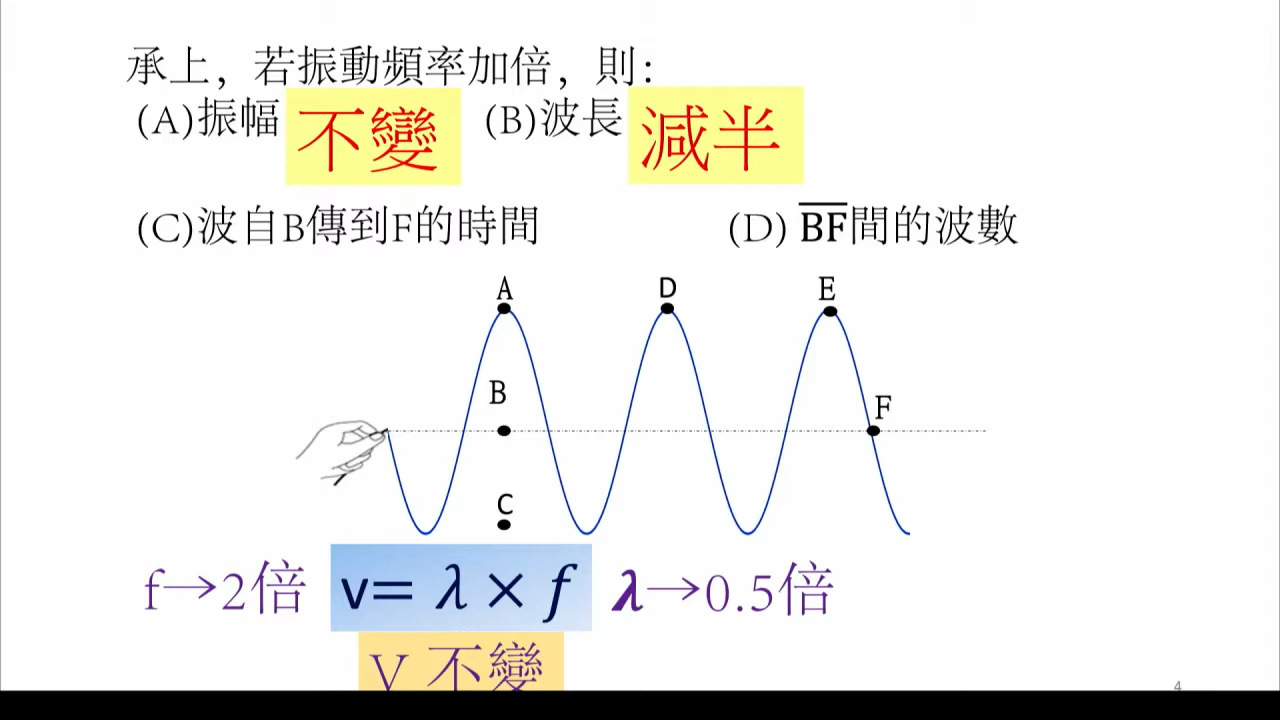 承上，若振動頻率加倍，則：
(A)振幅 不變 (B)波長 減半
(C)波自B傳到F的時間 (D) BF間的波數
A D E
B
F
C
f→2倍 v= λ × f λ→0.5倍
V 不變
4